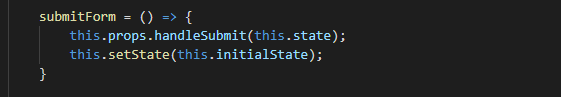 submitForm = () => {
this.props.handleSubmit(this.state);
this.setState(this.initialState);
}